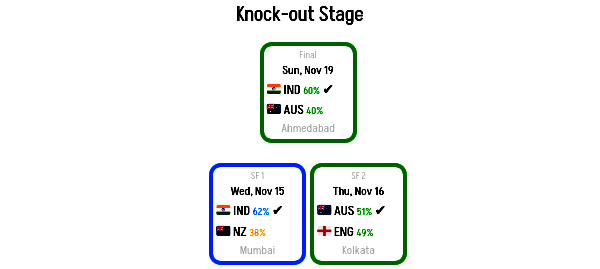 Knock-out Stage
Final
Sun, Nov 19
IND 60% ✔
AUS 40%
Ahmedabad
SF 1
Wed, Nov 15
IND 62% ✔
NZ 38%
Mumbai
SF 2
Thu, Nov 16
AUS 51% ✔
ENG 49%
Kolkata